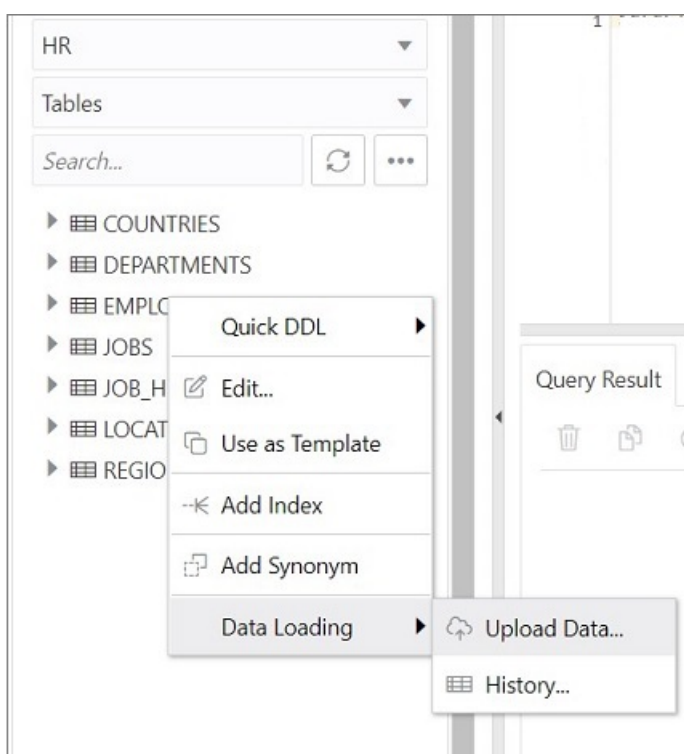 HR
Tables
Search...
COUNTRIES
DEPARTMENTS
EMPLO
JOBS
JOB_H
LOCAT
REGIO
Quick DDL
Edit...
Use as Template
Add Index
Add Synonym
Data Loading
Upload Data...
History...
1
Query Result